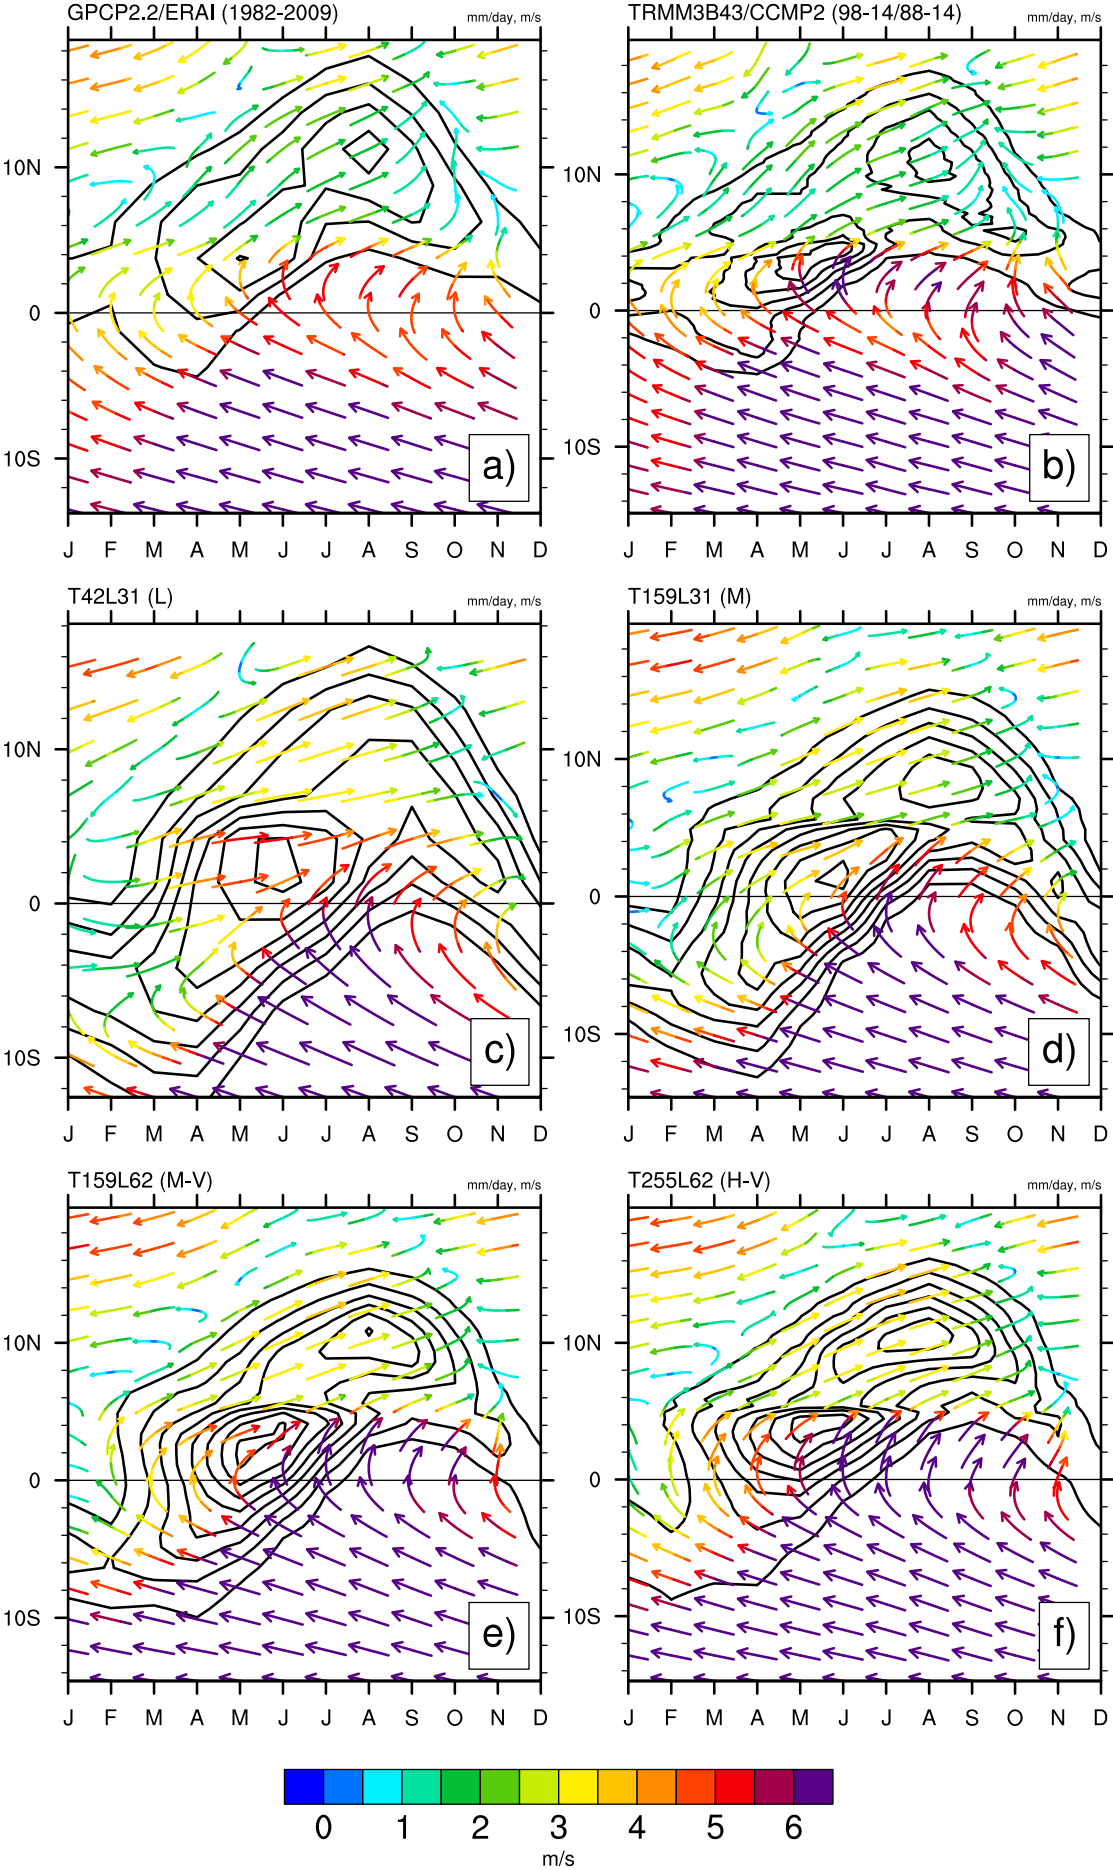 GPCP2.2/ERAI (1982-2009) mm/day, m/s
TRMM3B43/CCMP2 (98-14/88-14) mm/day, m/s
10N
0
10S
a)
J F M A M J J A S O N D
10N
0
10S
b)
J F M A M J J A S O N D
T42L31 (L) mm/day, m/s
T159L31 (M) mm/day, m/s
10N
0
10S
c)
J F M A M J J A S O N D
10N
0
10S
d)
J F M A M J J A S O N D
T159L62 (M-V) mm/day, m/s
T255L62 (H-V) mm/day, m/s
10N
0
10S
e)
J F M A M J J A S O N D
10N
0
10S
f)
J F M A M J J A S O N D
0 1 2 3 4 5 6
m/s